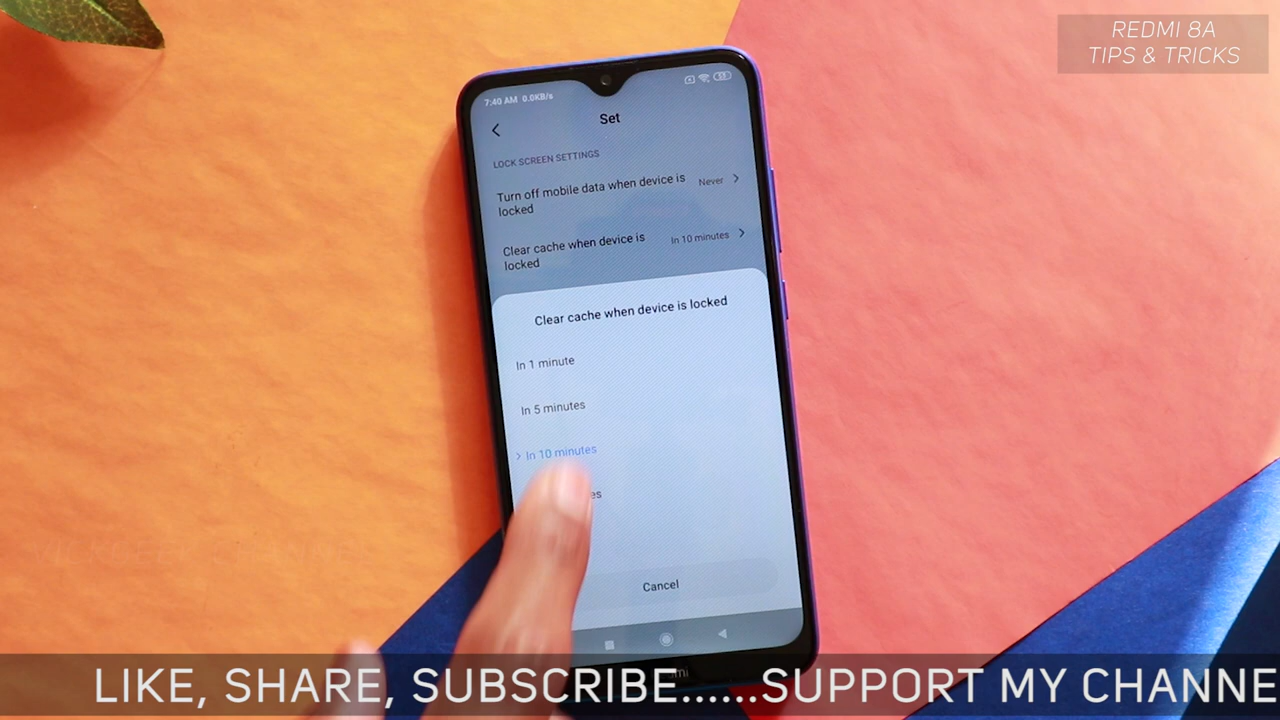 REDMI 8A
TIPS & TRICKS
7:40 AM 0.0KB/s
Set
LOCK SCREEN SETTINGS
Turn off mobile data when device is
locked
Never
Clear cache when device is
locked
In 10 minutes
Clear cache when device is locked
In 1 minute
In 5 minutes
In 10 minutes
es
Cancel
mi
LIKE, SHARE, SUBSCRIBE......SUPPORT MY CHANNE